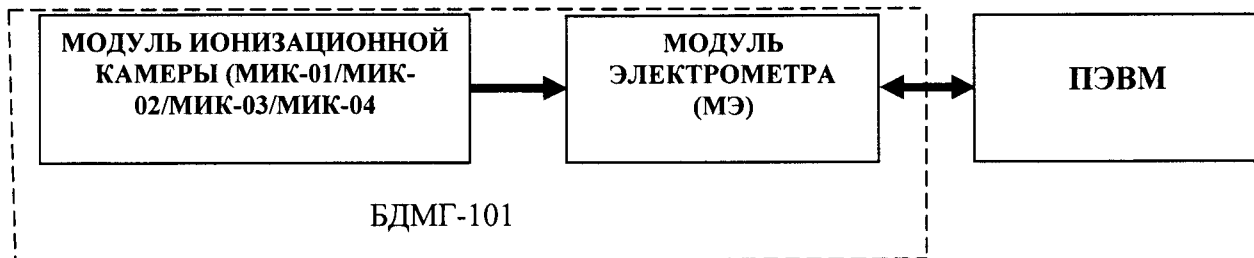 МОДУЛЬ ИОНИЗАЦИОННОЙ
КАМЕРЫ (МИК-01/МИК-
02/МИК-03/МИК-04
МОДУЛЬ
ЭЛЕКТРОМЕТРА
(МЭ)
ПЭВМ
БДМГ-101